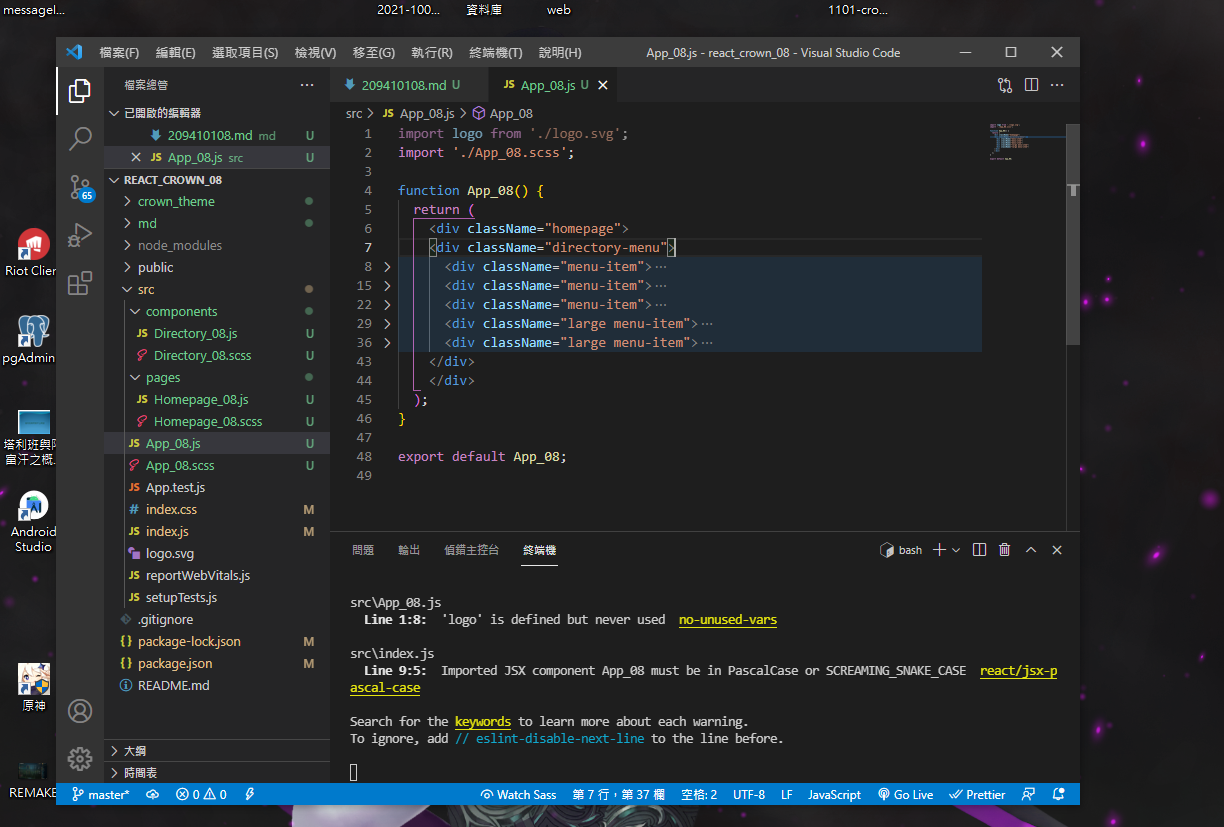 messagel...
2021-100...
資料庫
web
1101-cro...
檔案(F) 編輯(E) 選取項目(S) 檢視(V) 移至(G) 執行(R) 終端機(T) 說明(H)
App_08.js - react_crown_08 - Visual Studio Code
檔案總管
已開啟的編輯器
209410108.md md U
JS App_08.js src U
REACT_CROWN_08
crown_theme
md
node_modules
public
src
components
JS Directory_08.js U
Directory_08.scss U
pages
JS Homepage_08.js U
Homepage_08.scss U
JS App_08.js U
App_08.scss U
JS App.test.js
# index.css M
JS index.js M
logo.svg
JS reportWebVitals.js
JS setupTests.js
.gitignore
{} package-lock.json M
{} package.json M
README.md
大綱
時間表
65
209410108.md U
JS App_08.js U
src > JS App_08.js > App_08
1 import logo from './logo.svg';
2 import './App_08.scss';
3
4 function App_08() {
5 return (
6 <div className="homepage">
7 <div className="directory-menu">
8 <div className="menu-item">⋯
15 <div className="menu-item">⋯
22 <div className="menu-item">⋯
29 <div className="large menu-item">⋯
36 <div className="large menu-item">⋯
43 </div>
44 </div>
45 );
46 }
47
48 export default App_08;
49
問題 輸出 偵錯主控台 終端機
bash
src\App_08.js
Line 1:8: 'logo' is defined but never used no-unused-vars
src\index.js
Line 9:5: Imported JSX component App_08 must be in PascalCase or SCREAMING_SNAKE_CASE react/jsx-p
ascal-case
Search for the keywords to learn more about each warning.
To ignore, add // eslint-disable-next-line to the line before.
master* 0 0 Watch Sass 第 7 行，第 37 欄 空格: 2 UTF-8 LF JavaScript Go Live Prettier
Riot Clien
pgAdmin
塔利班與
Android
Studio
原神
REMAKE